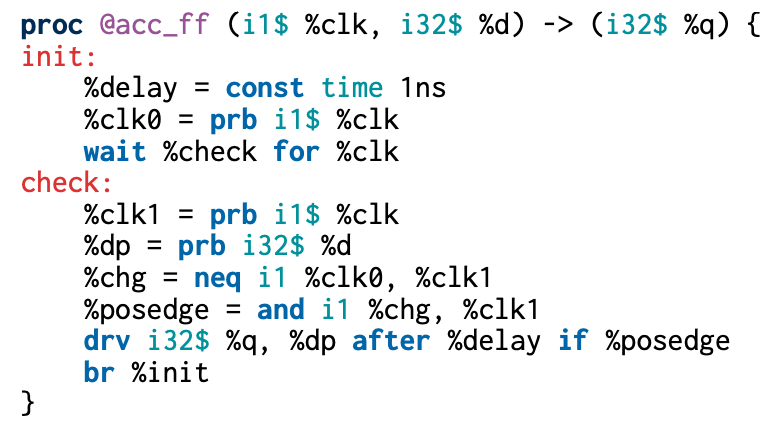 proc @acc_ff (i1$ %clk, i32$ %d) -> (i32$ %q) {
init:
    %delay = const time 1ns
    %clk0 = prb i1$ %clk
    wait %check for %clk
check:
    %clk1 = prb i1$ %clk
    %dp = prb i32$ %d
    %chg = neq i1 %clk0, %clk1
    %posedge = and i1 %chg, %clk1
    drv i32$ %q, %dp after %delay if %posedge
    br %init
}